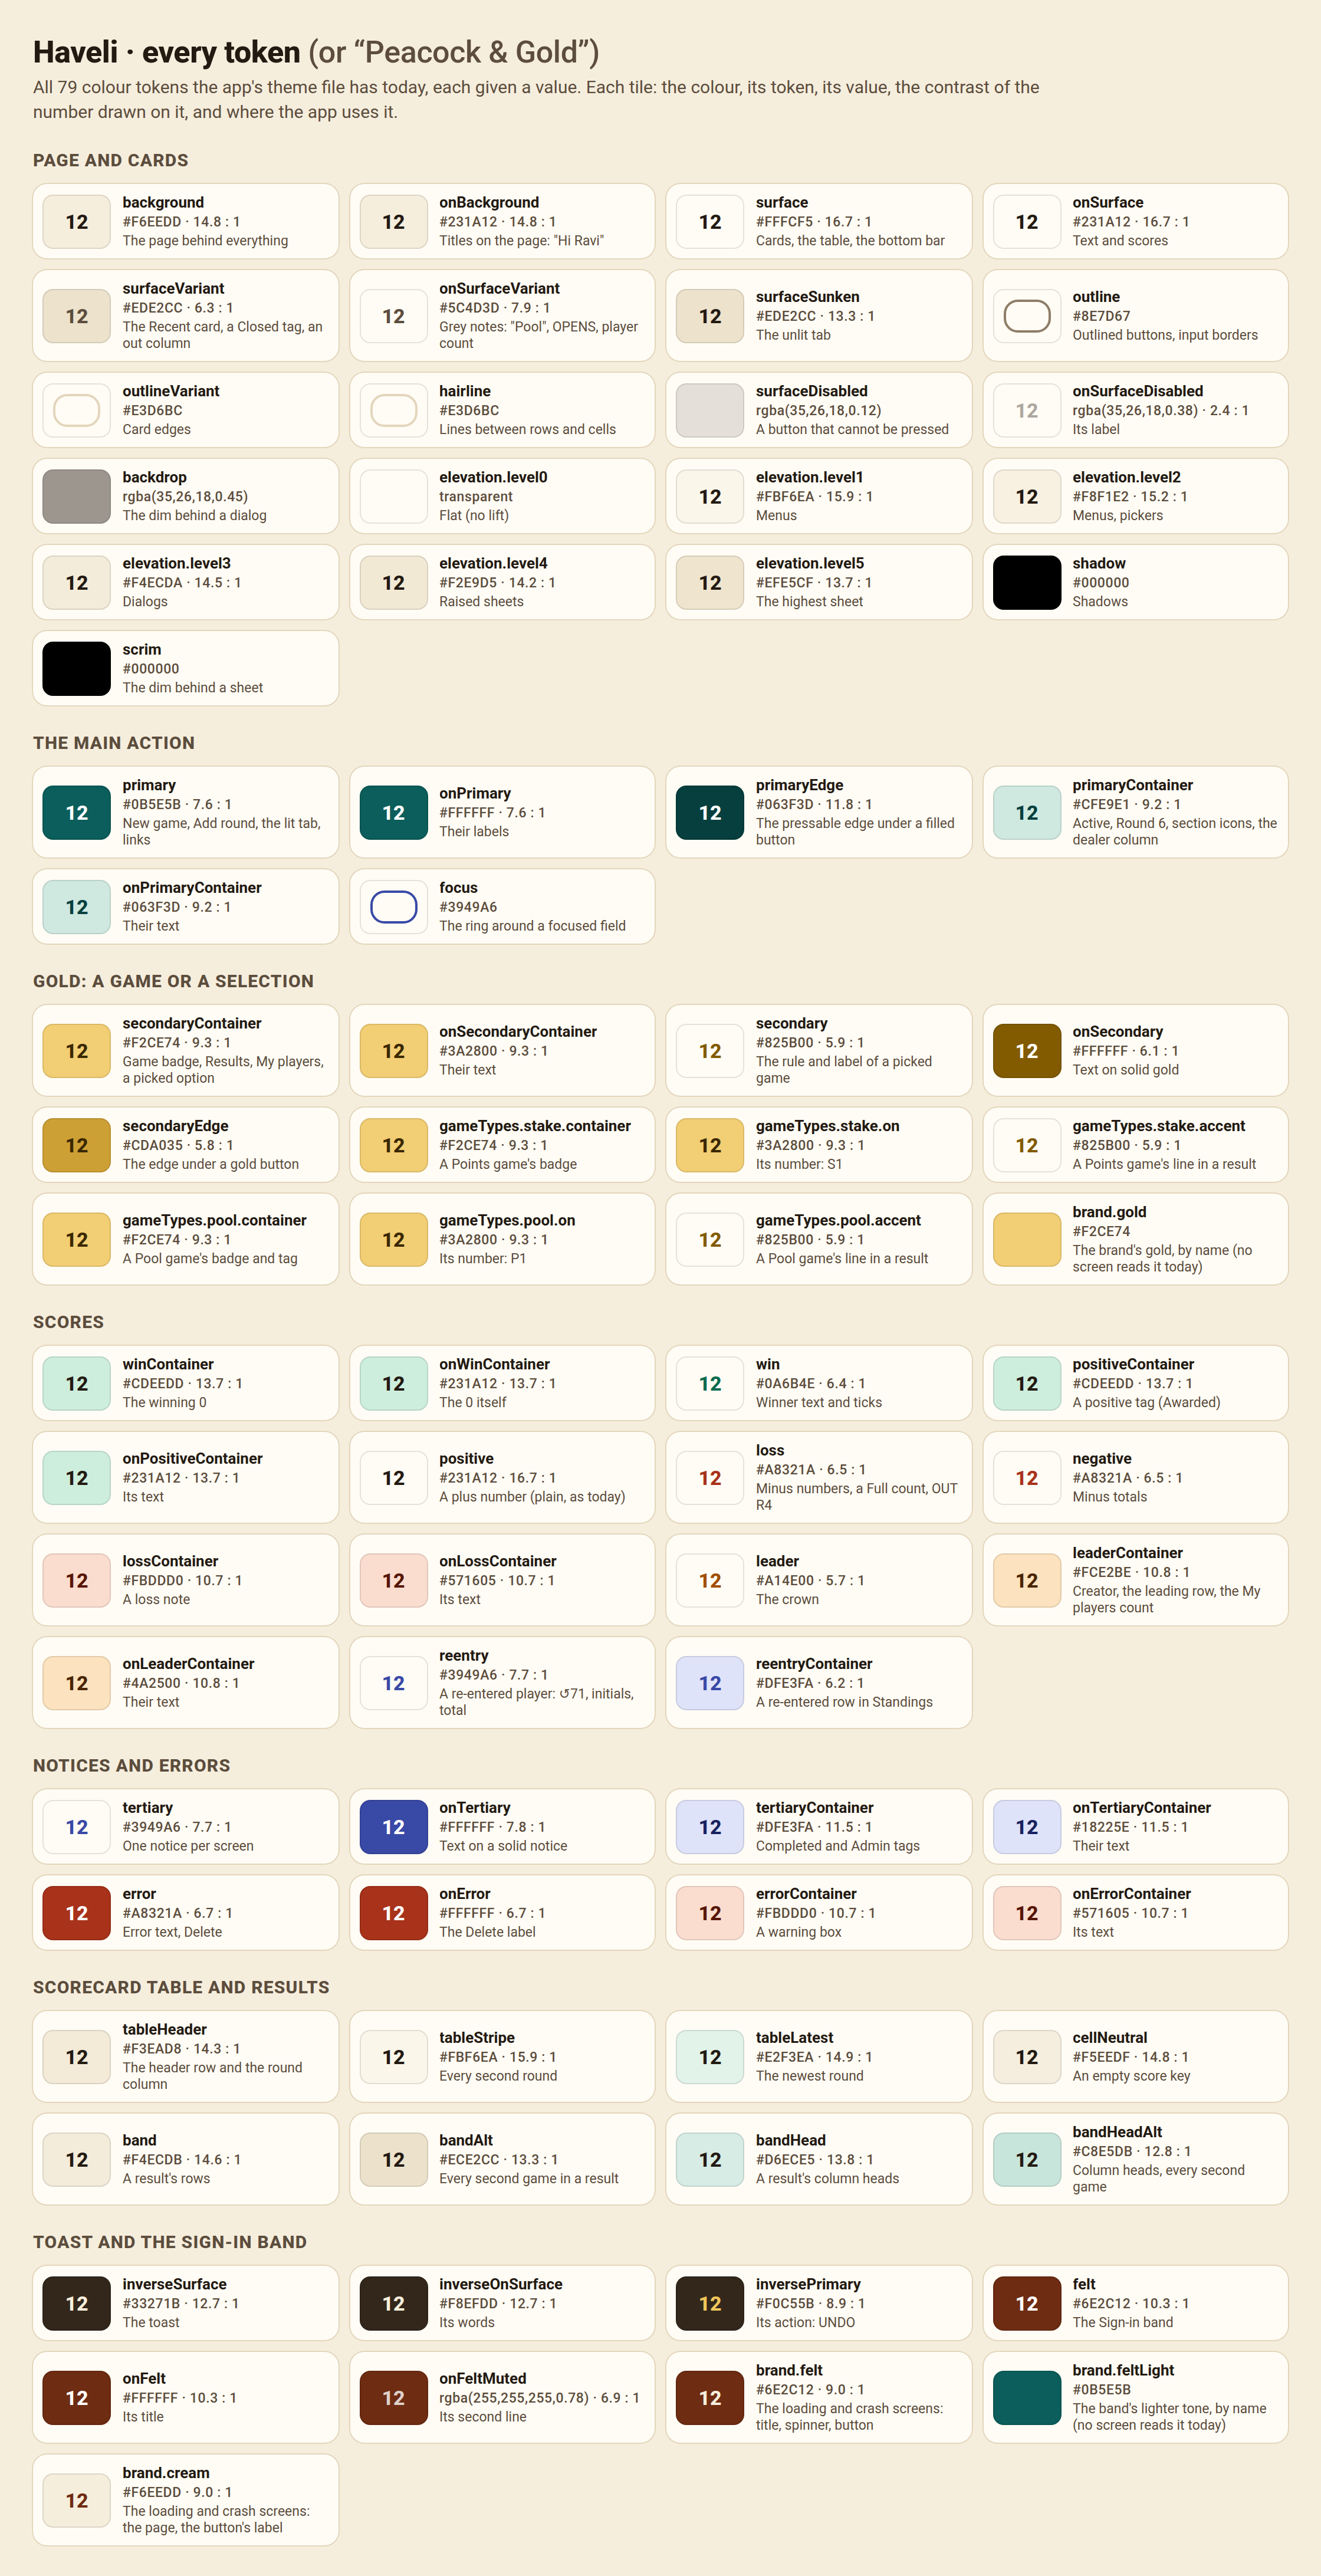 Haveli · every token (or “Peacock & Gold”)
All 79 colour tokens the app's theme file has today, each given a value. Each tile: the colour, its token, its value, the contrast of the
number drawn on it, and where the app uses it.
PAGE AND CARDS
12
background
#F6EEDD · 14.8 : 1
The page behind everything
12
onBackground
#231A12 · 14.8 : 1
Titles on the page: "Hi Ravi"
12
surface
#FFFCF5 · 16.7 : 1
Cards, the table, the bottom bar
12
onSurface
#231A12 · 16.7 : 1
Text and scores
12
surfaceVariant
#EDE2CC · 6.3 : 1
The Recent card, a Closed tag, an
out column
12
onSurfaceVariant
#5C4D3D · 7.9 : 1
Grey notes: "Pool", OPENS, player
count
12
surfaceSunken
#EDE2CC · 13.3 : 1
The unlit tab
outline
#8E7D67
Outlined buttons, input borders
outlineVariant
#E3D6BC
Card edges
hairline
#E3D6BC
Lines between rows and cells
surfaceDisabled
rgba(35,26,18,0.12)
A button that cannot be pressed
12
onSurfaceDisabled
rgba(35,26,18,0.38) · 2.4 : 1
Its label
backdrop
rgba(35,26,18,0.45)
The dim behind a dialog
elevation.level0
transparent
Flat (no lift)
12
elevation.level1
#FBF6EA · 15.9 : 1
Menus
12
elevation.level2
#F8F1E2 · 15.2 : 1
Menus, pickers
12
elevation.level3
#F4ECDA · 14.5 : 1
Dialogs
12
elevation.level4
#F2E9D5 · 14.2 : 1
Raised sheets
12
elevation.level5
#EFE5CF · 13.7 : 1
The highest sheet
shadow
#000000
Shadows
scrim
#000000
The dim behind a sheet
THE MAIN ACTION
12
primary
#0B5E5B · 7.6 : 1
New game, Add round, the lit tab,
links
12
onPrimary
#FFFFFF · 7.6 : 1
Their labels
12
primaryEdge
#063F3D · 11.8 : 1
The pressable edge under a filled
button
12
primaryContainer
#CFE9E1 · 9.2 : 1
Active, Round 6, section icons, the
dealer column
12
onPrimaryContainer
#063F3D · 9.2 : 1
Their text
focus
#3949A6
The ring around a focused field
GOLD: A GAME OR A SELECTION
12
secondaryContainer
#F2CE74 · 9.3 : 1
Game badge, Results, My players,
a picked option
12
onSecondaryContainer
#3A2800 · 9.3 : 1
Their text
12
secondary
#825B00 · 5.9 : 1
The rule and label of a picked
game
12
onSecondary
#FFFFFF · 6.1 : 1
Text on solid gold
12
secondaryEdge
#CDA035 · 5.8 : 1
The edge under a gold button
12
gameTypes.stake.container
#F2CE74 · 9.3 : 1
A Points game's badge
12
gameTypes.stake.on
#3A2800 · 9.3 : 1
Its number: S1
12
gameTypes.stake.accent
#825B00 · 5.9 : 1
A Points game's line in a result
12
gameTypes.pool.container
#F2CE74 · 9.3 : 1
A Pool game's badge and tag
12
gameTypes.pool.on
#3A2800 · 9.3 : 1
Its number: P1
12
gameTypes.pool.accent
#825B00 · 5.9 : 1
A Pool game's line in a result
brand.gold
#F2CE74
The brand's gold, by name (no
screen reads it today)
SCORES
12
winContainer
#CDEEDD · 13.7 : 1
The winning 0
12
onWinContainer
#231A12 · 13.7 : 1
The 0 itself
12
win
#0A6B4E · 6.4 : 1
Winner text and ticks
12
positiveContainer
#CDEEDD · 13.7 : 1
A positive tag (Awarded)
12
onPositiveContainer
#231A12 · 13.7 : 1
Its text
12
positive
#231A12 · 16.7 : 1
A plus number (plain, as today)
12
loss
#A8321A · 6.5 : 1
Minus numbers, a Full count, OUT
R4
12
negative
#A8321A · 6.5 : 1
Minus totals
12
lossContainer
#FBDDD0 · 10.7 : 1
A loss note
12
onLossContainer
#571605 · 10.7 : 1
Its text
12
leader
#A14E00 · 5.7 : 1
The crown
12
leaderContainer
#FCE2BE · 10.8 : 1
Creator, the leading row, the My
players count
12
onLeaderContainer
#4A2500 · 10.8 : 1
Their text
12
reentry
#3949A6 · 7.7 : 1
A re-entered player: ↺71, initials,
total
12
reentryContainer
#DFE3FA · 6.2 : 1
A re-entered row in Standings
NOTICES AND ERRORS
12
tertiary
#3949A6 · 7.7 : 1
One notice per screen
12
onTertiary
#FFFFFF · 7.8 : 1
Text on a solid notice
12
tertiaryContainer
#DFE3FA · 11.5 : 1
Completed and Admin tags
12
onTertiaryContainer
#18225E · 11.5 : 1
Their text
12
error
#A8321A · 6.7 : 1
Error text, Delete
12
onError
#FFFFFF · 6.7 : 1
The Delete label
12
errorContainer
#FBDDD0 · 10.7 : 1
A warning box
12
onErrorContainer
#571605 · 10.7 : 1
Its text
SCORECARD TABLE AND RESULTS
12
tableHeader
#F3EAD8 · 14.3 : 1
The header row and the round
column
12
tableStripe
#FBF6EA · 15.9 : 1
Every second round
12
tableLatest
#E2F3EA · 14.9 : 1
The newest round
12
cellNeutral
#F5EEDF · 14.8 : 1
An empty score key
12
band
#F4ECDB · 14.6 : 1
A result's rows
12
bandAlt
#ECE2CC · 13.3 : 1
Every second game in a result
12
bandHead
#D6ECE5 · 13.8 : 1
A result's column heads
12
bandHeadAlt
#C8E5DB · 12.8 : 1
Column heads, every second
game
TOAST AND THE SIGN-IN BAND
12
inverseSurface
#33271B · 12.7 : 1
The toast
12
inverseOnSurface
#F8EFDD · 12.7 : 1
Its words
12
inversePrimary
#F0C55B · 8.9 : 1
Its action: UNDO
12
felt
#6E2C12 · 10.3 : 1
The Sign-in band
12
onFelt
#FFFFFF · 10.3 : 1
Its title
12
onFeltMuted
rgba(255,255,255,0.78) · 6.9 : 1
Its second line
12
brand.felt
#6E2C12 · 9.0 : 1
The loading and crash screens:
title, spinner, button
brand.feltLight
#0B5E5B
The band's lighter tone, by name
(no screen reads it today)
12
brand.cream
#F6EEDD · 9.0 : 1
The loading and crash screens:
the page, the button's label